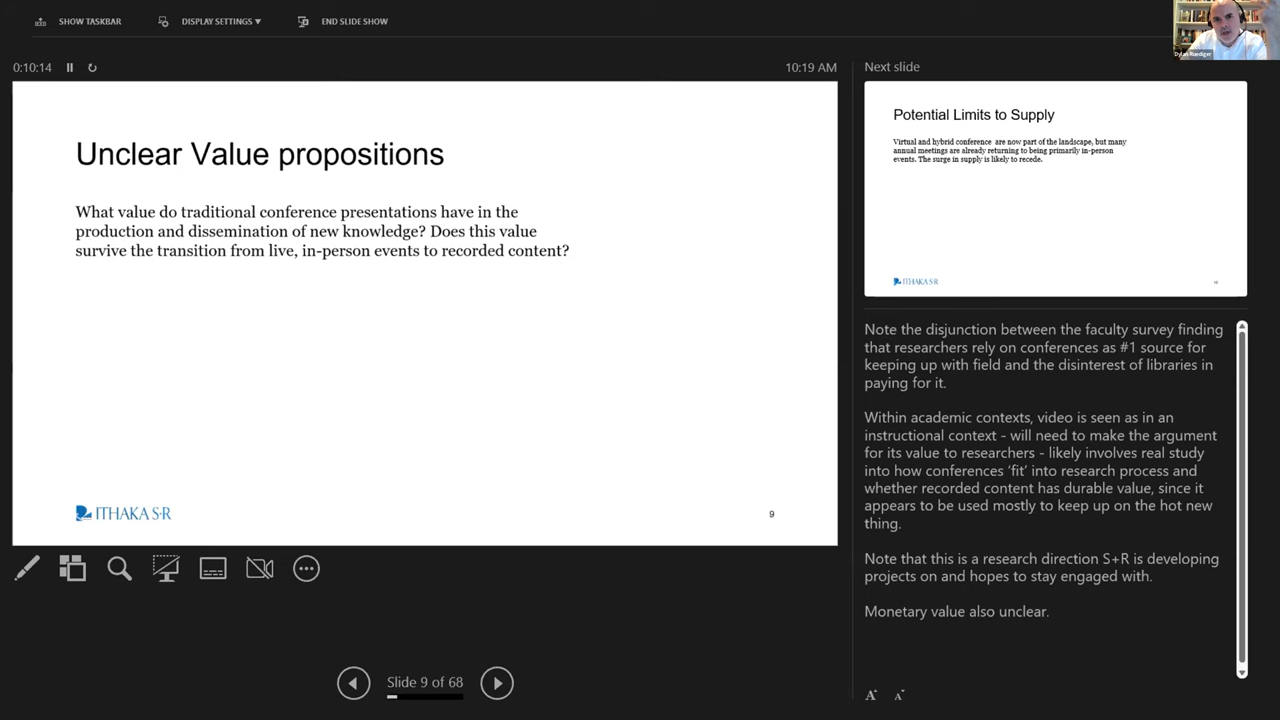 SHOW TASKBAR
DISPLAY SETTINGS ▼
END SLIDE SHOW
Dylan Ruediger
0:10:14
10:19 AM
Unclear Value propositions
What value do traditional conference presentations have in the
production and dissemination of new knowledge? Does this value
survive the transition from live, in-person events to recorded content?
ITHAKA S+R
9
Slide 9 of 68
Next slide
Potential Limits to Supply
Virtual and hybrid conference are now part of the landscape, but many
annual meetings are already returning to being primarily in-person
events. The surge in supply is likely to recede.
ITHAKA S+R
10
Note the disjunction between the faculty survey finding
that researchers rely on conferences as #1 source for
keeping up with field and the disinterest of libraries in
paying for it.
Within academic contexts, video is seen as in an
instructional context - will need to make the argument
for its value to researchers - likely involves real study
into how conferences ‘fit’ into research process and
whether recorded content has durable value, since it
appears to be used mostly to keep up on the hot new
thing.
Note that this is a research direction S+R is developing
projects on and hopes to stay engaged with.
Monetary value also unclear.
A A